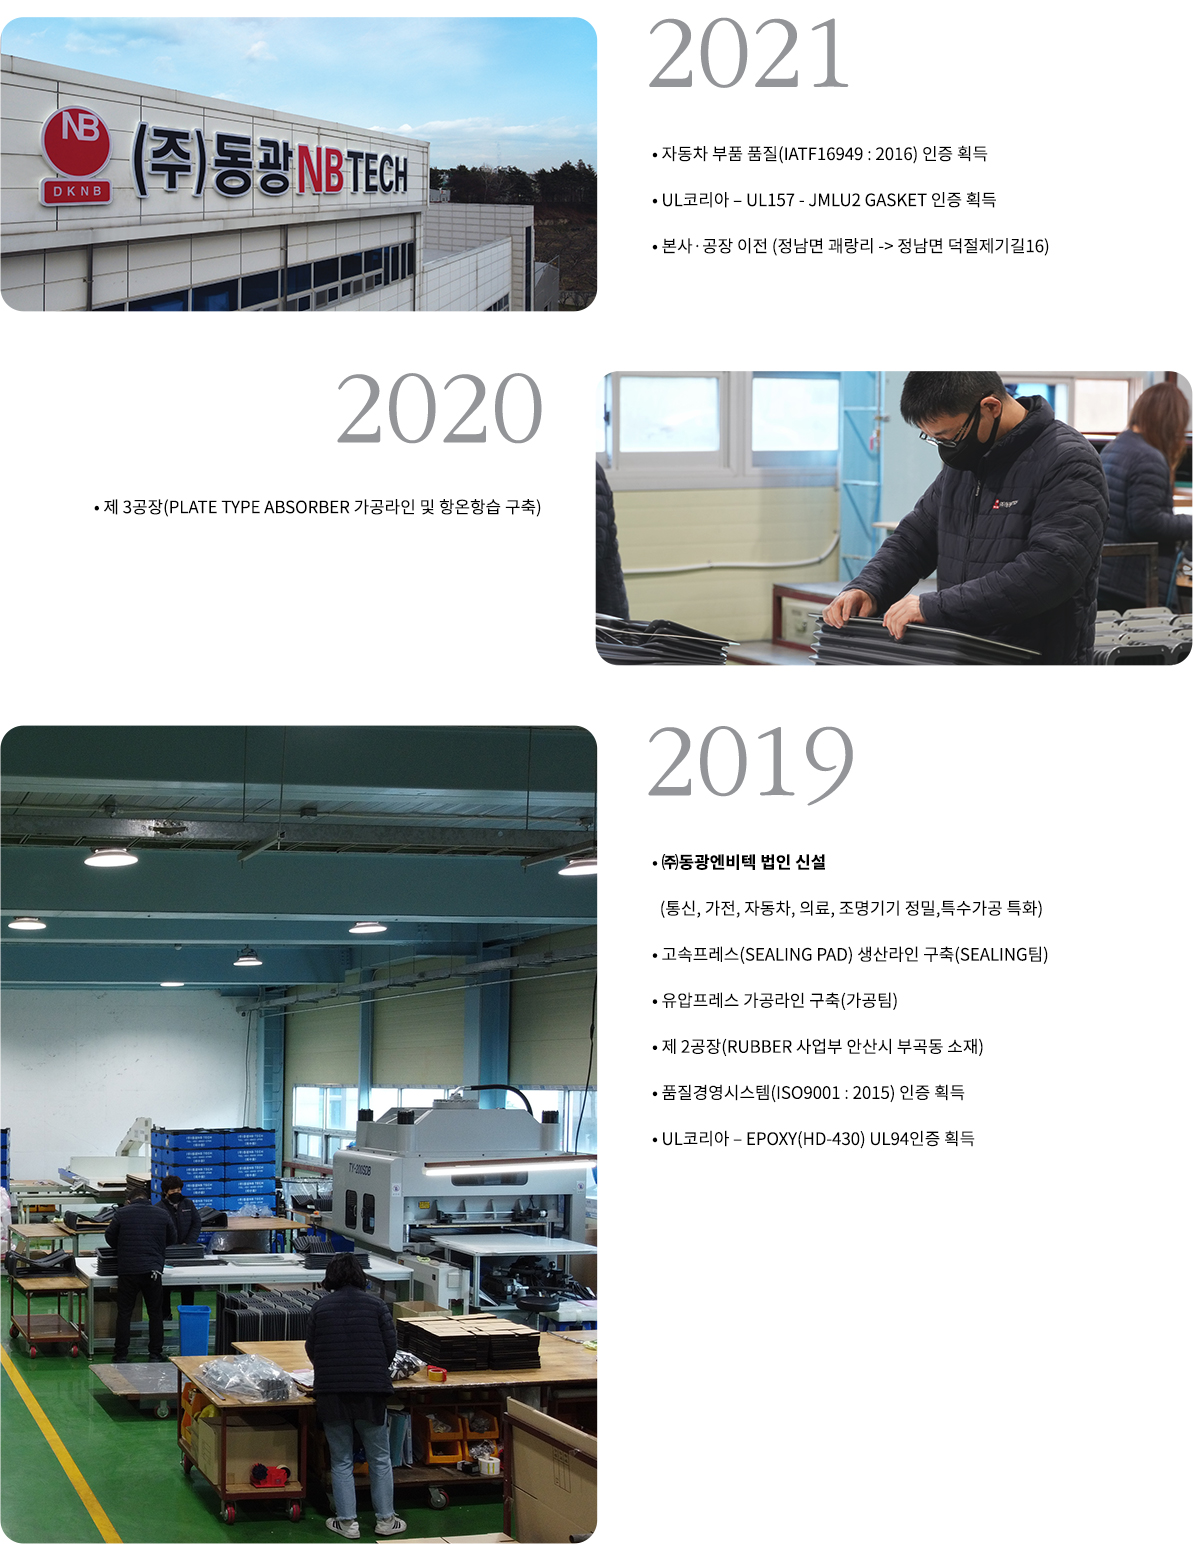 NB
DKNB
(주)동광NBTECH
2021
• 자동차 부품 품질(IATF16949 : 2016) 인증 획득
• UL코리아 – UL157 - JMLU2 GASKET 인증 획득
• 본사·공장 이전 (정남면 괘랑리 -> 정남면 덕절제기길16)
2020
• 제 3공장(PLATE TYPE ABSORBER 가공라인 및 항온항습 구축)
2019
• ㈜동광엔비텍 법인 신설
(통신, 가전, 자동차, 의료, 조명기기 정밀,특수가공 특화)
• 고속프레스(SEALING PAD) 생산라인 구축(SEALING팀)
• 유압프레스 가공라인 구축(가공팀)
• 제 2공장(RUBBER 사업부 안산시 부곡동 소재)
• 품질경영시스템(ISO9001 : 2015) 인증 획득
• UL코리아 – EPOXY(HD-430) UL94인증 획득
TY-200SDB